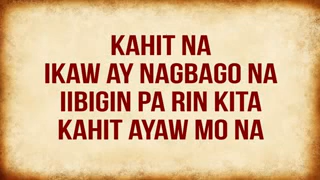 KAHIT NA
IKAW AY NAGBAGO NA
IIBIGIN PA RIN KITA
KAHIT AYAW MO NA